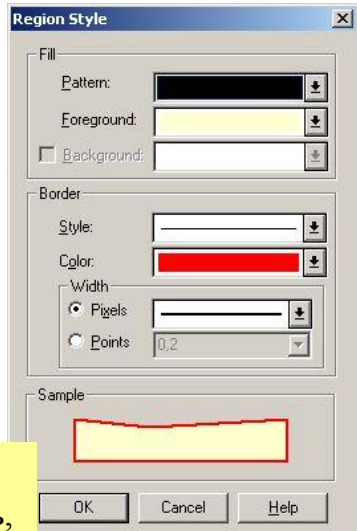 Region Style
Fill
Pattern:
Foreground:
Background:
Border
Style:
Color:
Width
Pixels
Points
0,2
Sample
OK
Cancel
Help